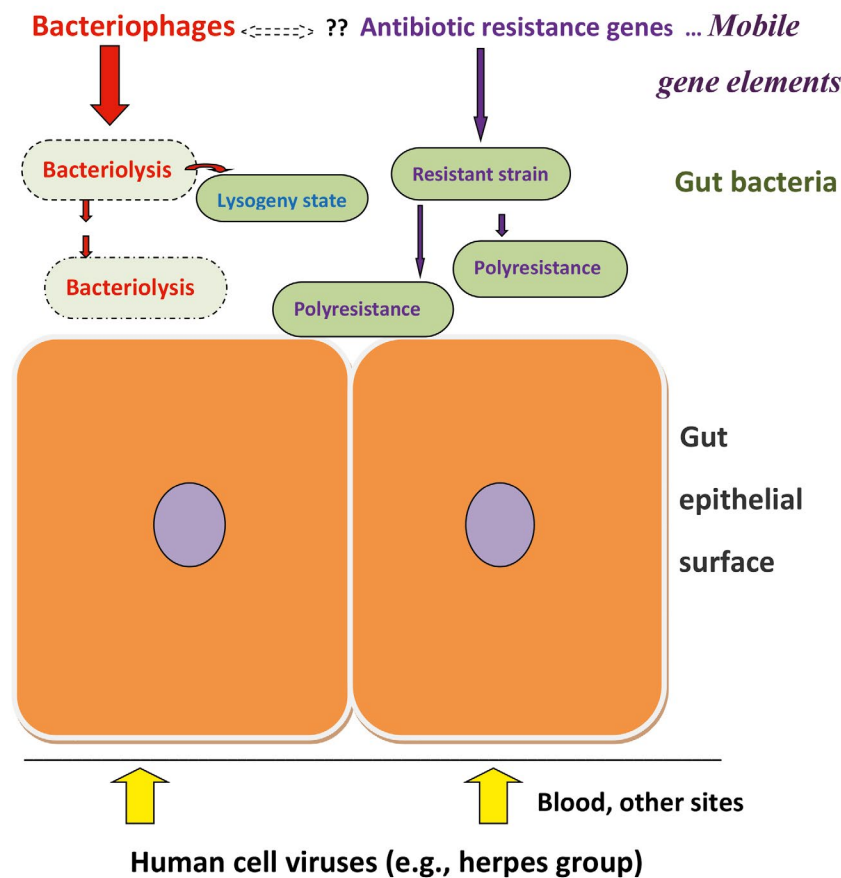 Bacteriophages ?? Antibiotic resistance genes ... Mobile
gene elements
Bacteriolysis
Lysogeny state
Resistant strain
Gut bacteria
Polyresistance
Bacteriolysis
Polyresistance
Gut
epithelial
surface
Blood, other sites
Human cell viruses (e.g., herpes group)